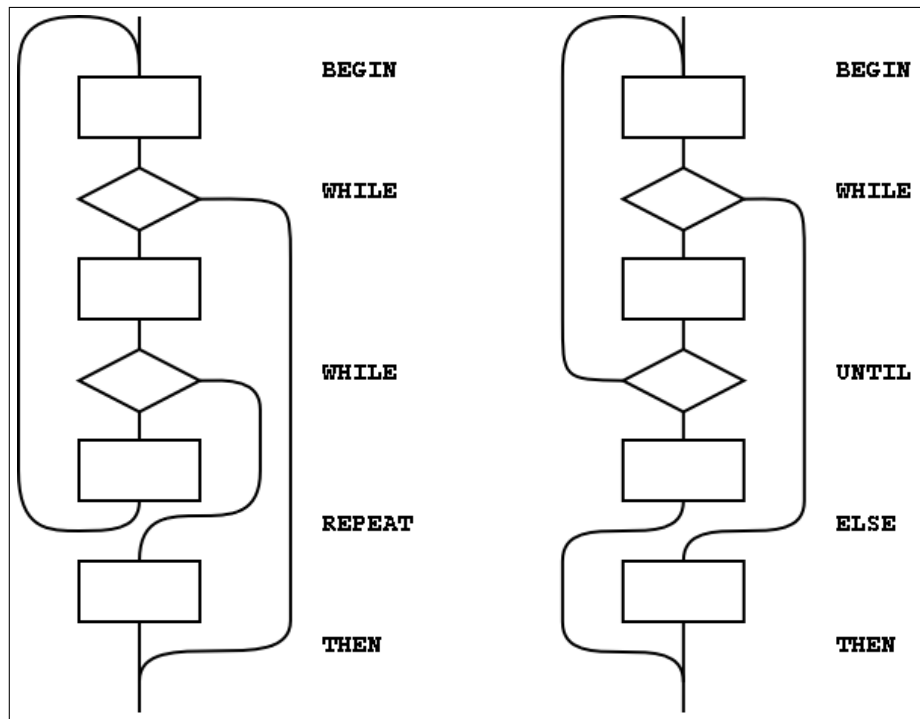 BEGIN
WHILE
WHILE
REPEAT
THEN
BEGIN
WHILE
UNTIL
ELSE
THEN